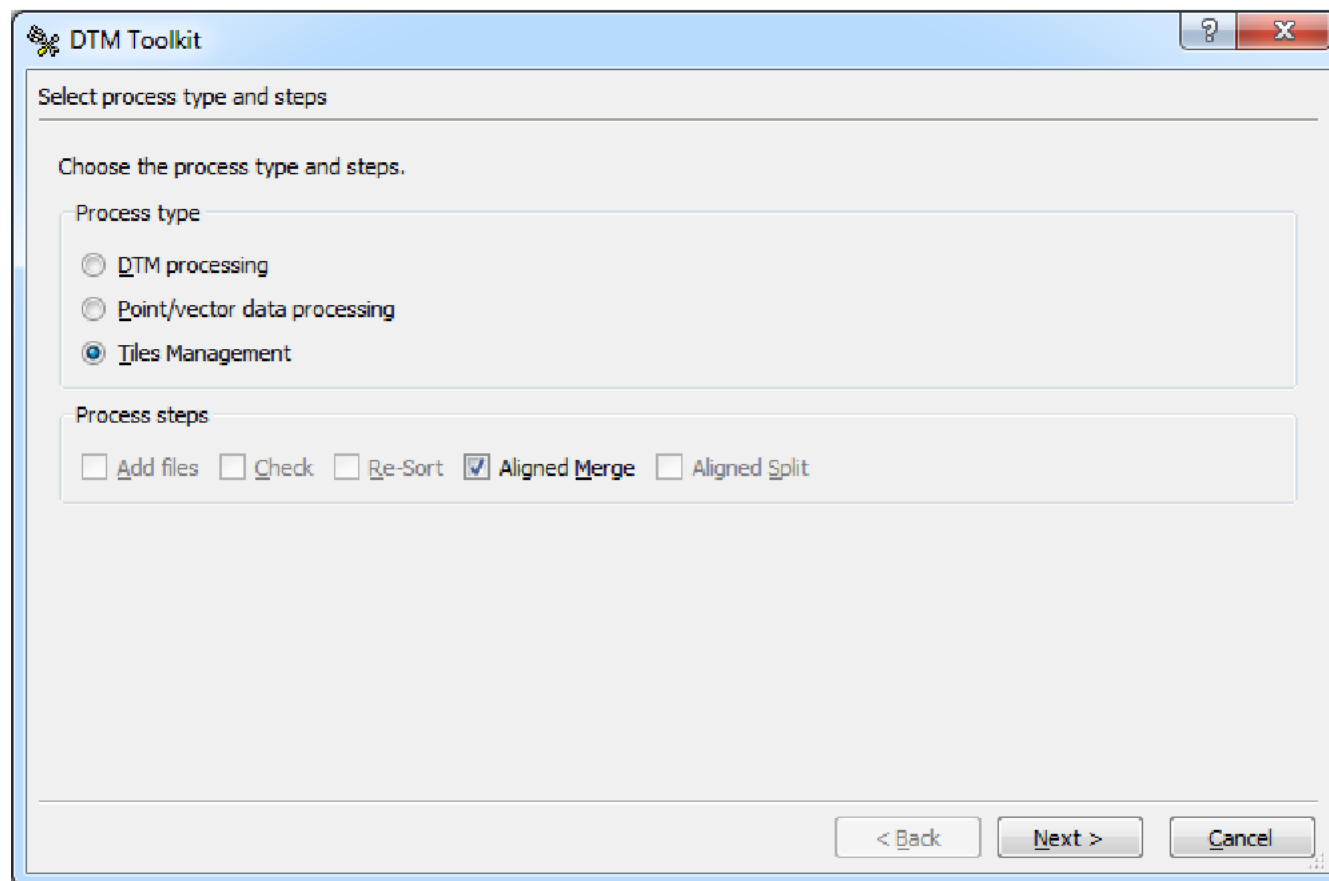 DTM Toolkit
?
Select process type and steps
Choose the process type and steps.
Process type
DTM processing
Point/vector data processing
Tiles Management
Process steps
Add files Check Re-Sort Aligned Merge Aligned Split
< Back Next > Cancel